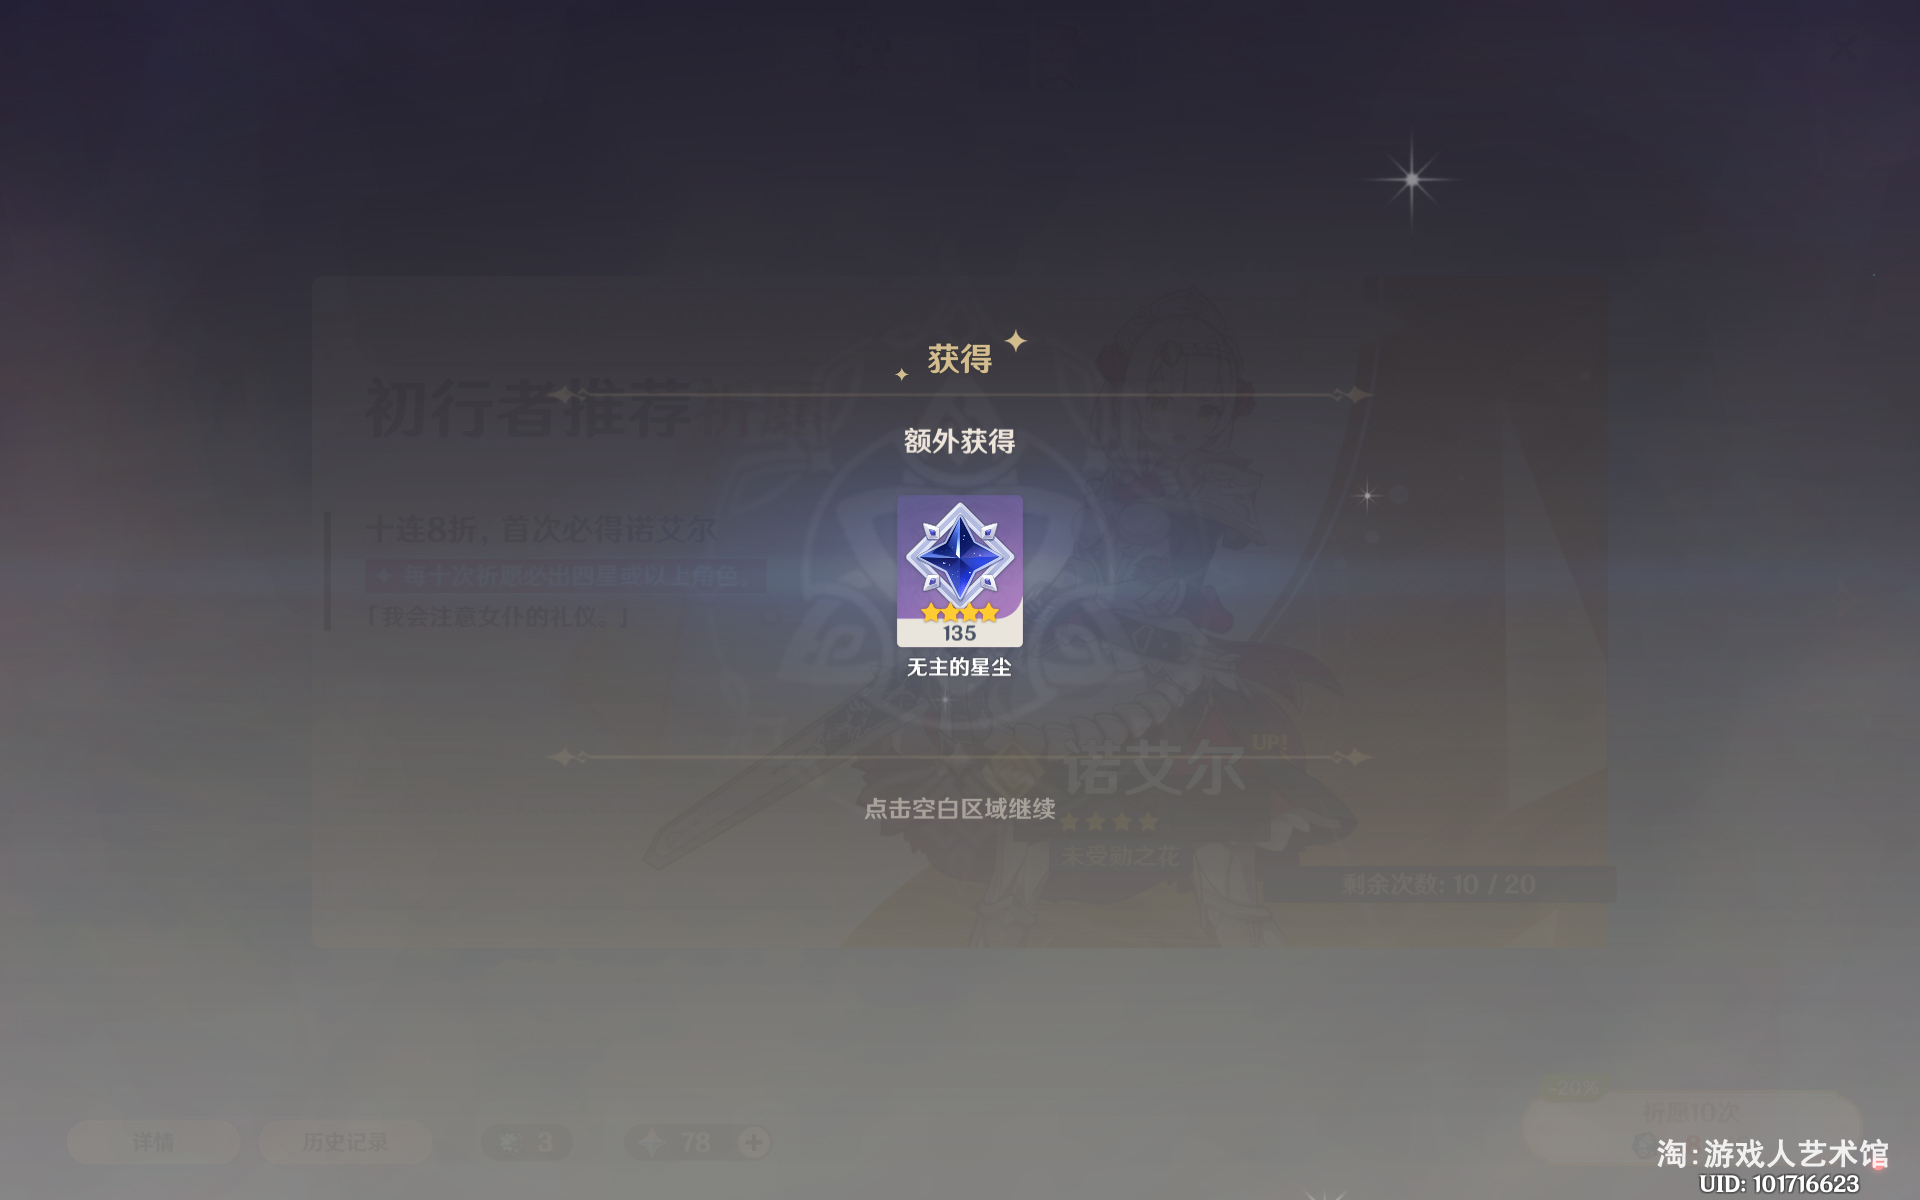 获得
初行者推荐祈愿
额外获得
十连8折，首次必得诺艾尔
每十次祈愿必出四星或以上角色。
「我会注意女仆的礼仪。」
135
无主的星尘
诺艾尔
UP!
点击空白区域继续
未受勋之花
剩余次数: 10 / 20
-20%
祈愿10次
详情
历史记录
3
78
淘:游戏人艺术馆
UID: 101716623